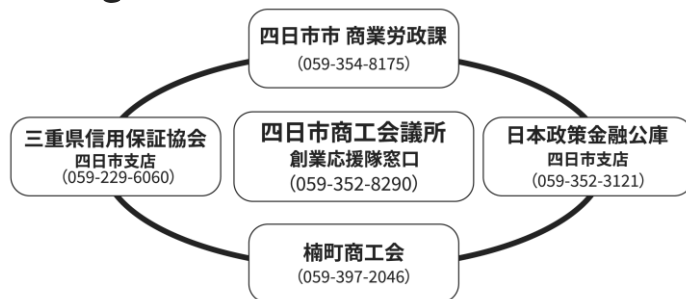 四日市市 商業労政課
（059-354-8175）
三重県信用保証協会
四日市支店
（059-229-6060）
四日市商工会議所
創業応援隊窓口
（059-352-8290）
日本政策金融公庫
四日市支店
（059-352-3121）
楠町商工会
（059-397-2046）